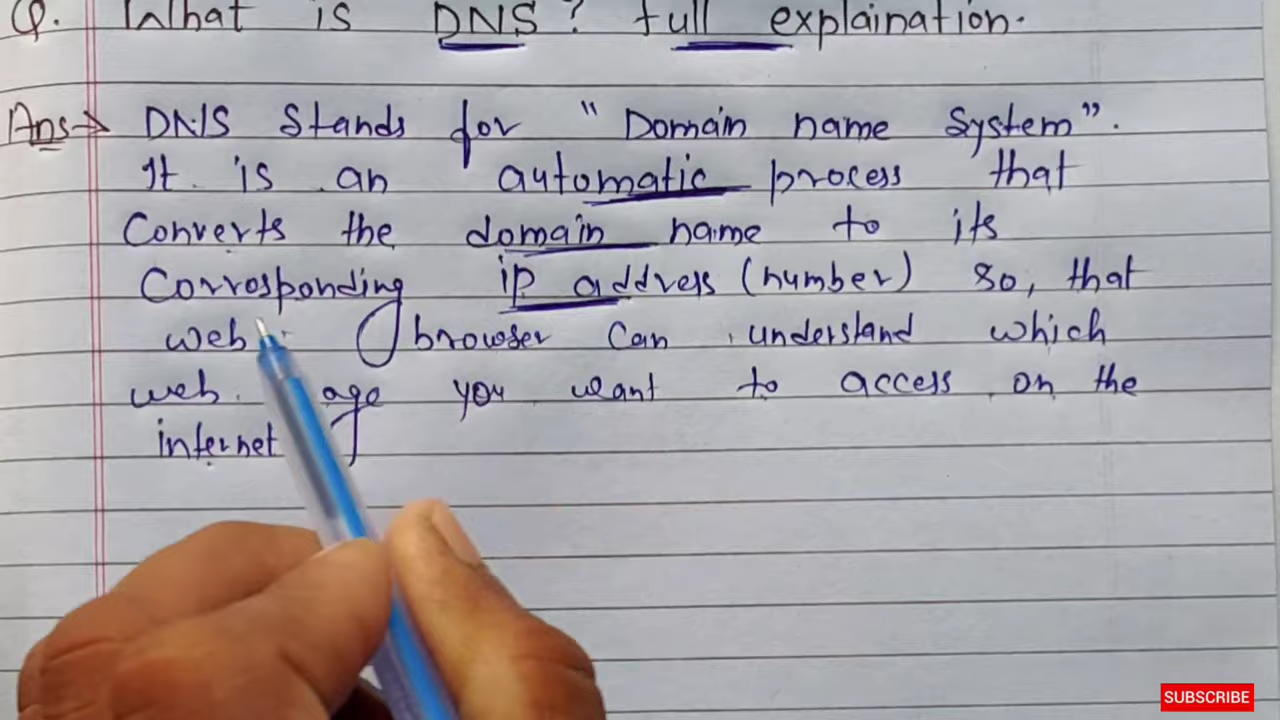 Q. What is DNS? full explaination.
Ans→ DNS stands for "Domain name System".
It is an automatic process that
Converts the domain name to its
Corresponding ip address (number) so, that
web browser can understand which
web age you want to access on the
internet
SUBSCRIBE